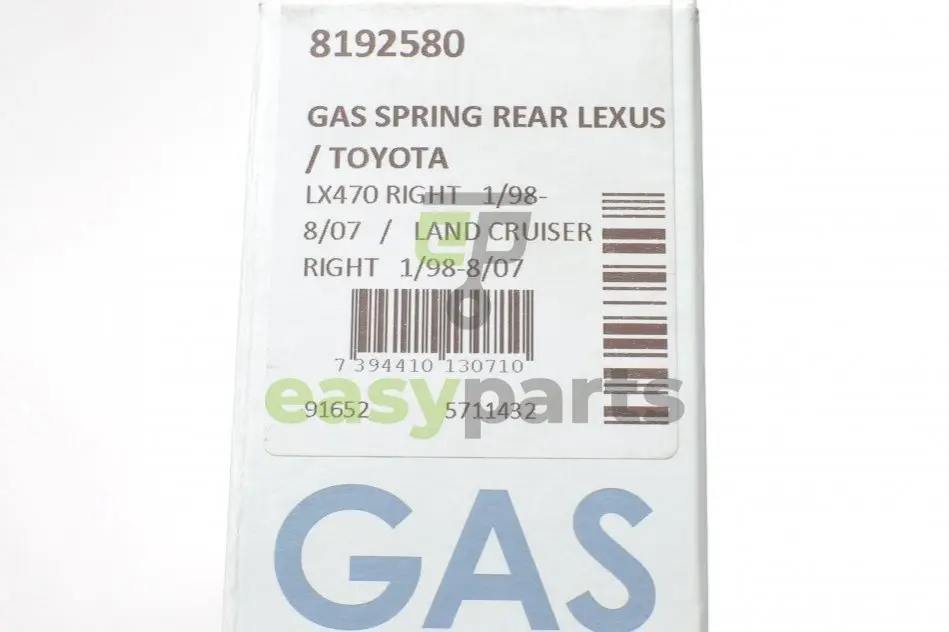 8192580
GAS SPRING REAR LEXUS
/ TOYOTA
LX470 RIGHT 1/98-
8/07 / LAND CRUISER
RIGHT 1/98-8/07
7 394410 130710
easyparts
91652 5711432
GAS